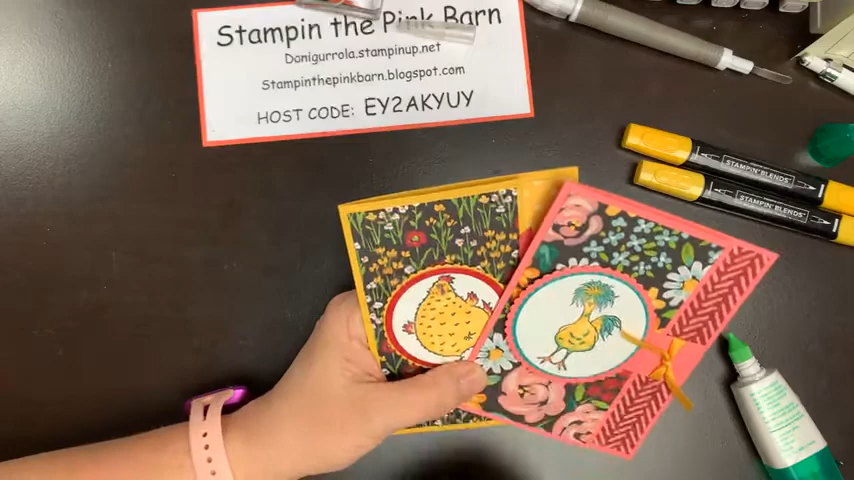 Stampin the Pink Barn
Danigurrola.stampinup.net
Stampinthepinkbarn.blogspot.com
HOST CODE: EY2AKYUY
STAMPIN' BLENDS
STAMPIN' BLENDS